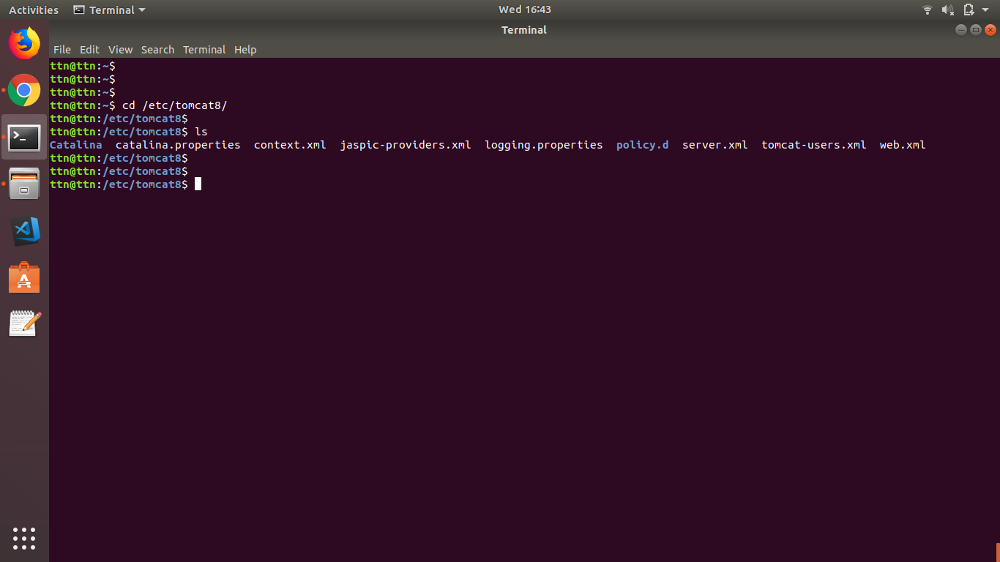 Activities Terminal Wed 16:43
Terminal
File Edit View Search Terminal Help
ttn@ttn:~$
ttn@ttn:~$
ttn@ttn:~$
ttn@ttn:~$ cd /etc/tomcat8/
ttn@ttn:/etc/tomcat8$
ttn@ttn:/etc/tomcat8$ ls
Catalina catalina.properties context.xml jaspic-providers.xml logging.properties policy.d server.xml tomcat-users.xml web.xml
ttn@ttn:/etc/tomcat8$
ttn@ttn:/etc/tomcat8$
ttn@ttn:/etc/tomcat8$